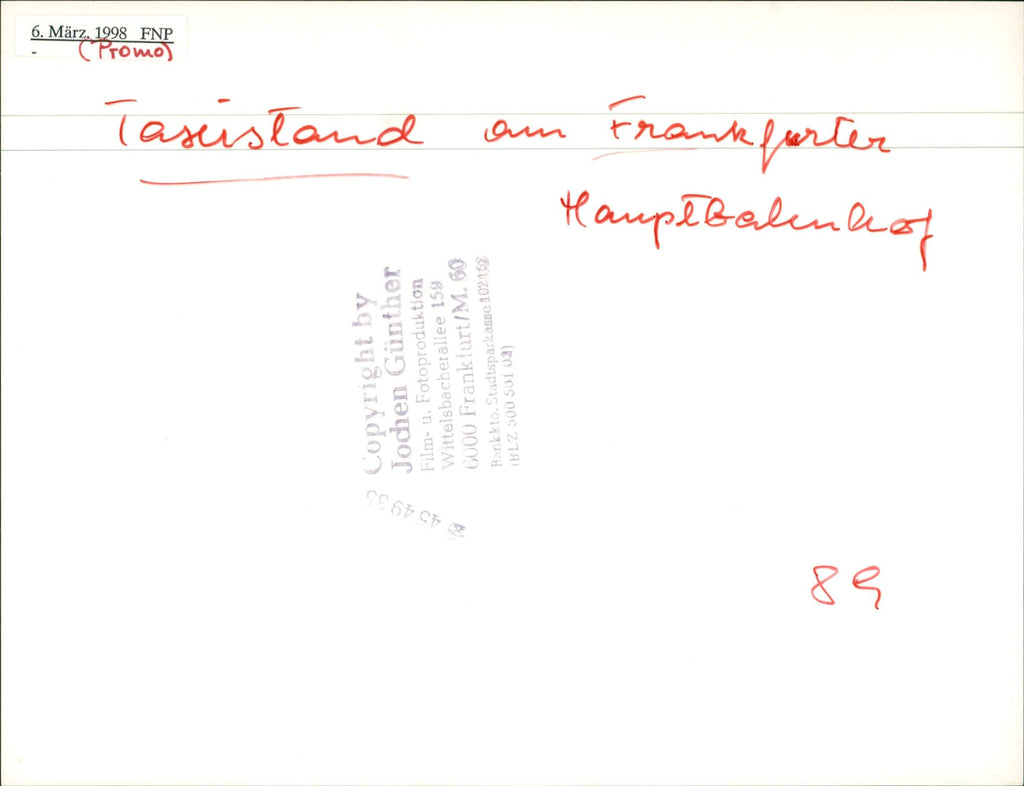 6. März. 1998 FNP
- (Promo)
Taxistand am Frankfurter
Hauptbahnhof
Copyright by
Jochen Günther
Film- u. Fotoproduktion
Wittelsbacherallee 159
6000 Frankfurt/M. 60
Bankkto. Stadtsparkasse 102152
(BLZ 500 501 02)
89